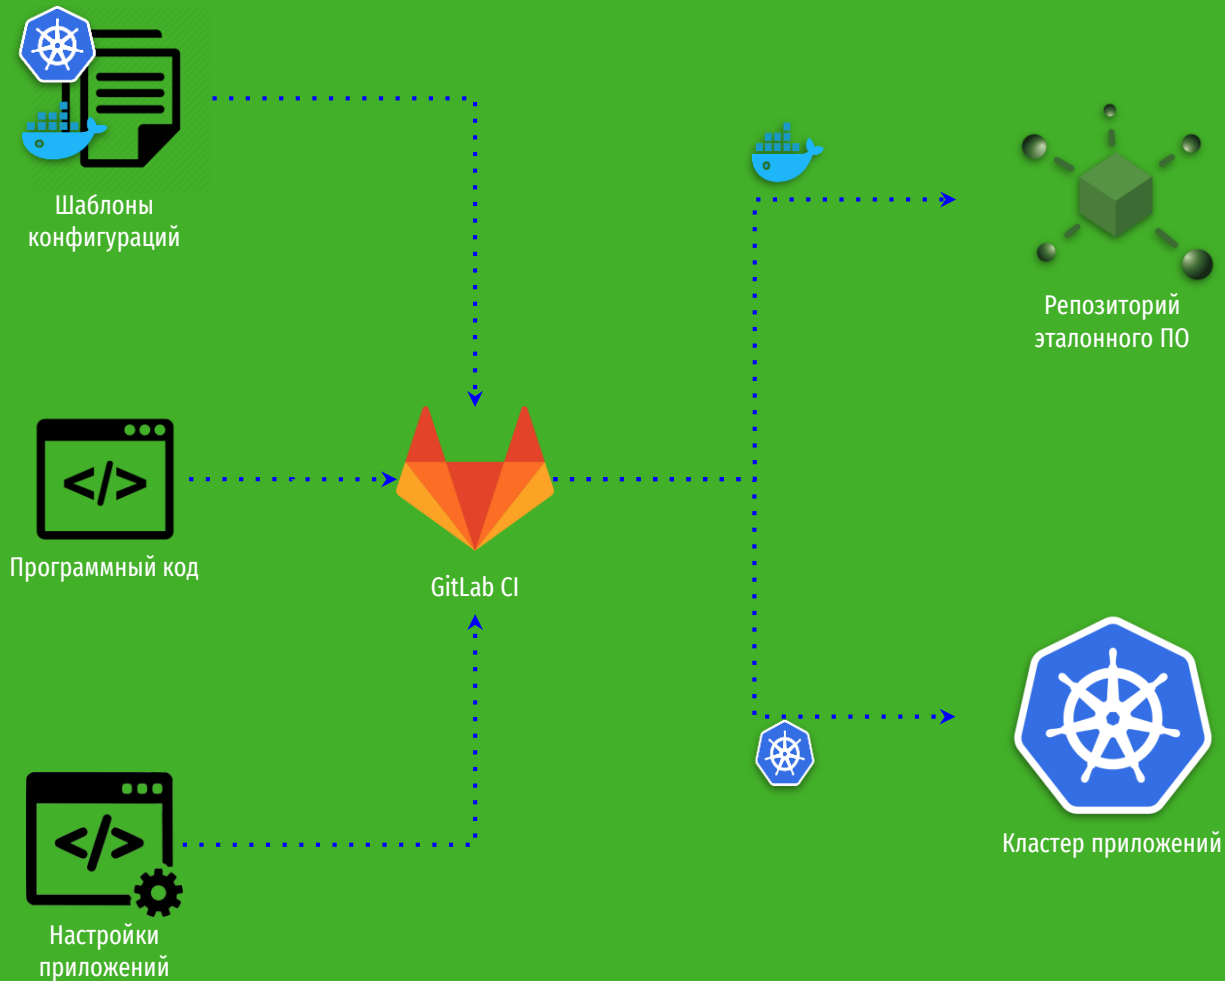 Шаблоны
конфигураций
Репозиторий
эталонного ПО
</>
Программный код
GitLab CI
Кластер приложений
</>
Настройки
приложений